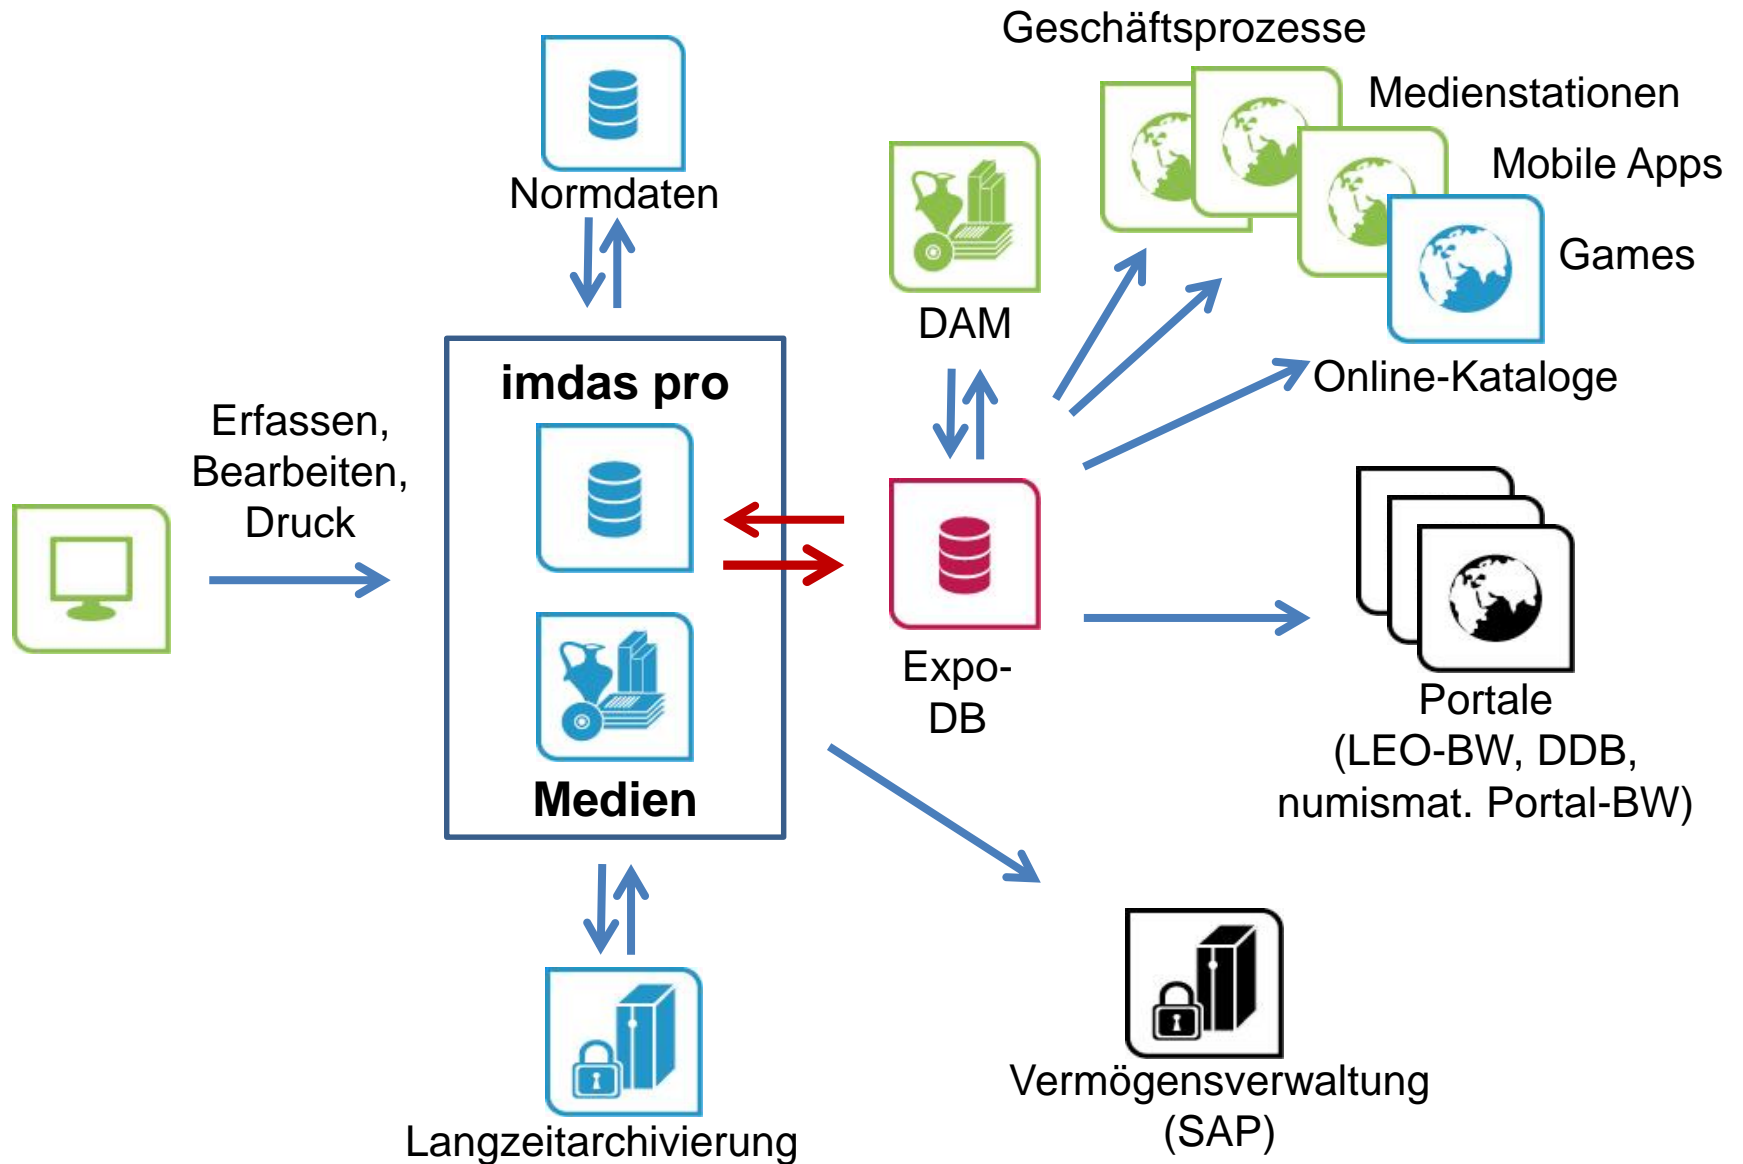 Geschäftsprozesse
Medienstationen
Mobile Apps
Games
Online-Kataloge
Normdaten
DAM
imdas pro
Erfassen,
Bearbeiten,
Druck
Medien
Expo-
DB
Portale
(LEO-BW, DDB,
numismat. Portal-BW)
Vermögensverwaltung
(SAP)
Langzeitarchivierung